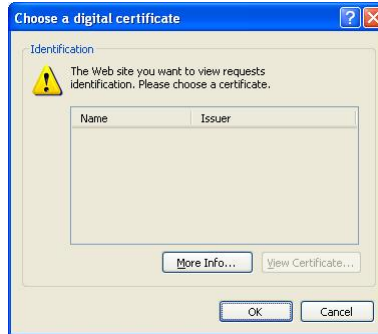 Choose a digital certificate
Identification
The Web site you want to view requests
identification. Please choose a certificate.
Name Issuer
More Info... View Certificate...
OK Cancel